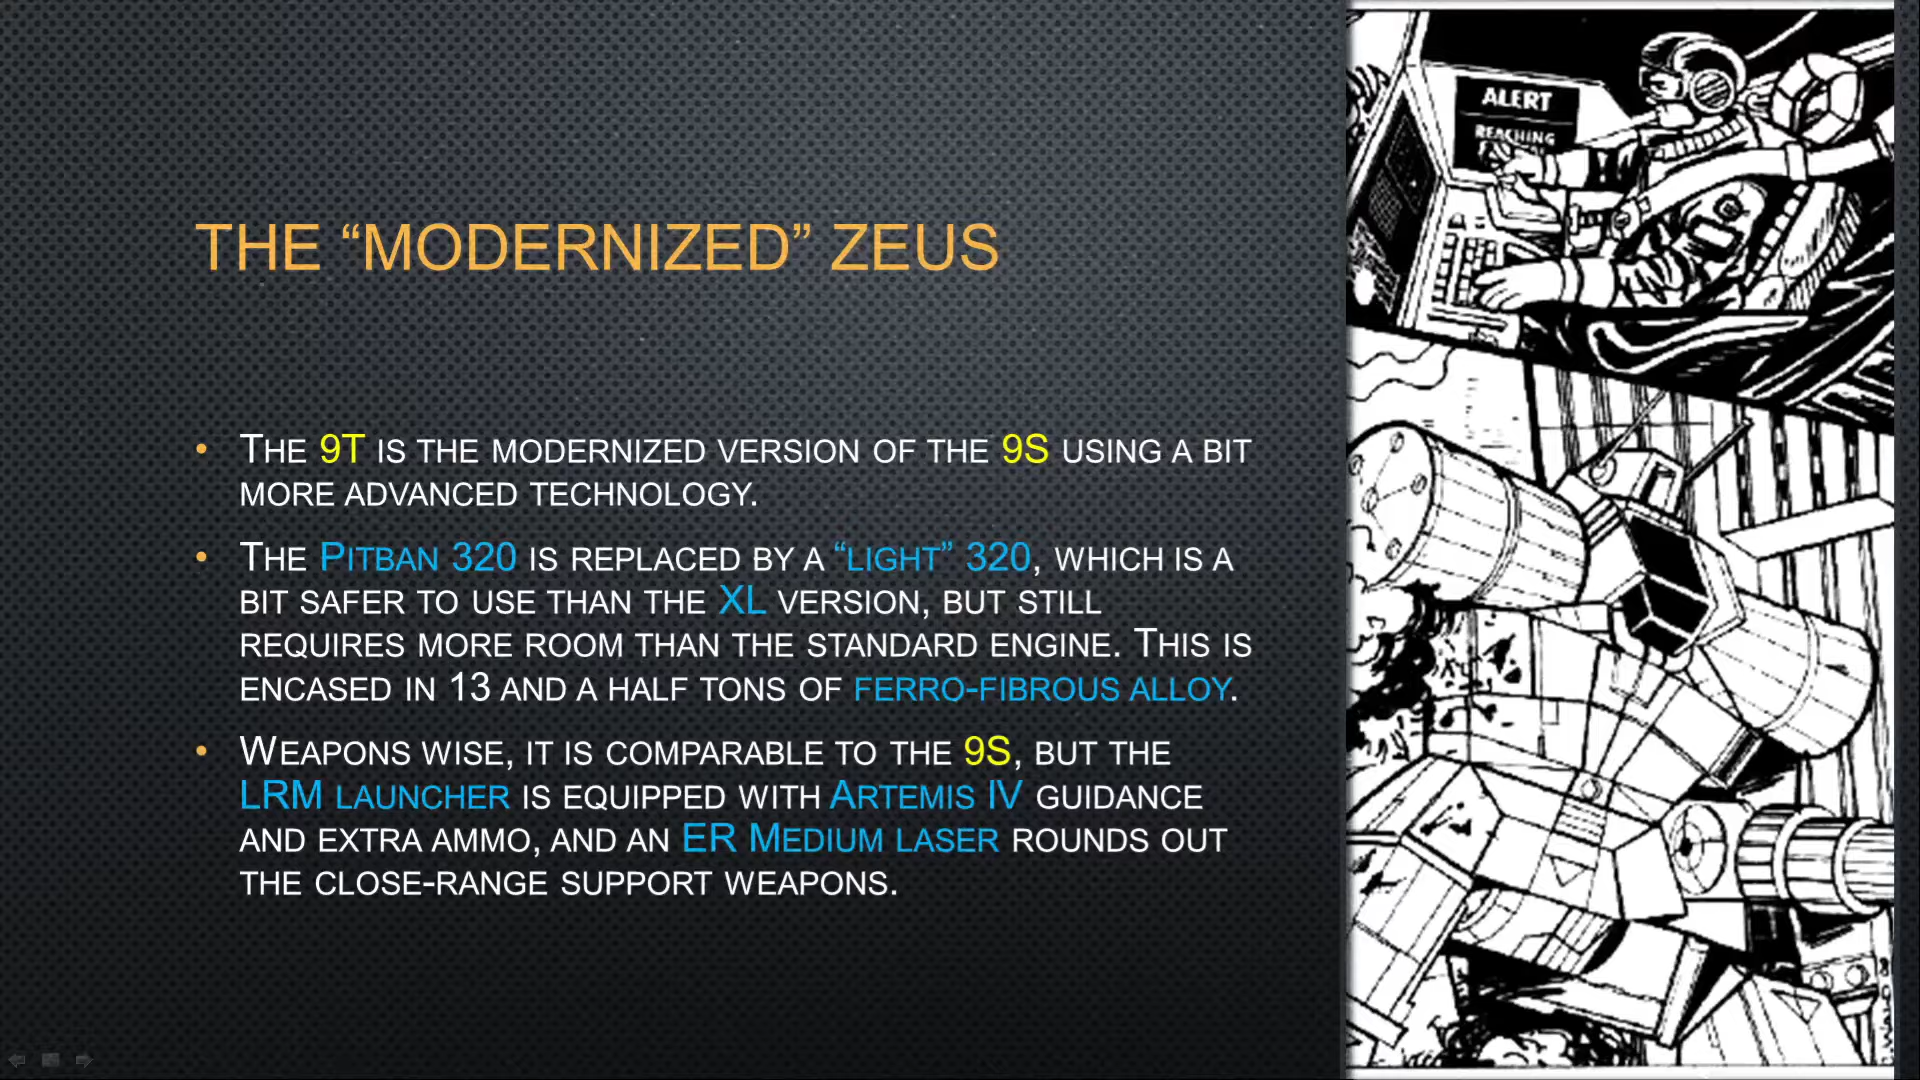 ALERT
REACHING
THE “MODERNIZED” ZEUS
• THE 9T IS THE MODERNIZED VERSION OF THE 9S USING A BIT
MORE ADVANCED TECHNOLOGY.
• THE PITBAN 320 IS REPLACED BY A “LIGHT” 320, WHICH IS A
BIT SAFER TO USE THAN THE XL VERSION, BUT STILL
REQUIRES MORE ROOM THAN THE STANDARD ENGINE. THIS IS
ENCASED IN 13 AND A HALF TONS OF FERRO-FIBROUS ALLOY.
• WEAPONS WISE, IT IS COMPARABLE TO THE 9S, BUT THE
LRM LAUNCHER IS EQUIPPED WITH ARTEMIS IV GUIDANCE
AND EXTRA AMMO, AND AN ER MEDIUM LASER ROUNDS OUT
THE CLOSE-RANGE SUPPORT WEAPONS.